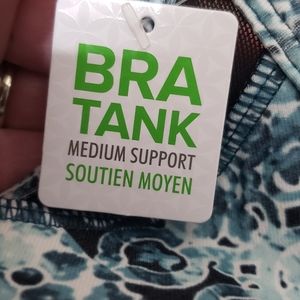 BRA
TANK
MEDIUM SUPPORT
SOUTIEN MOYEN